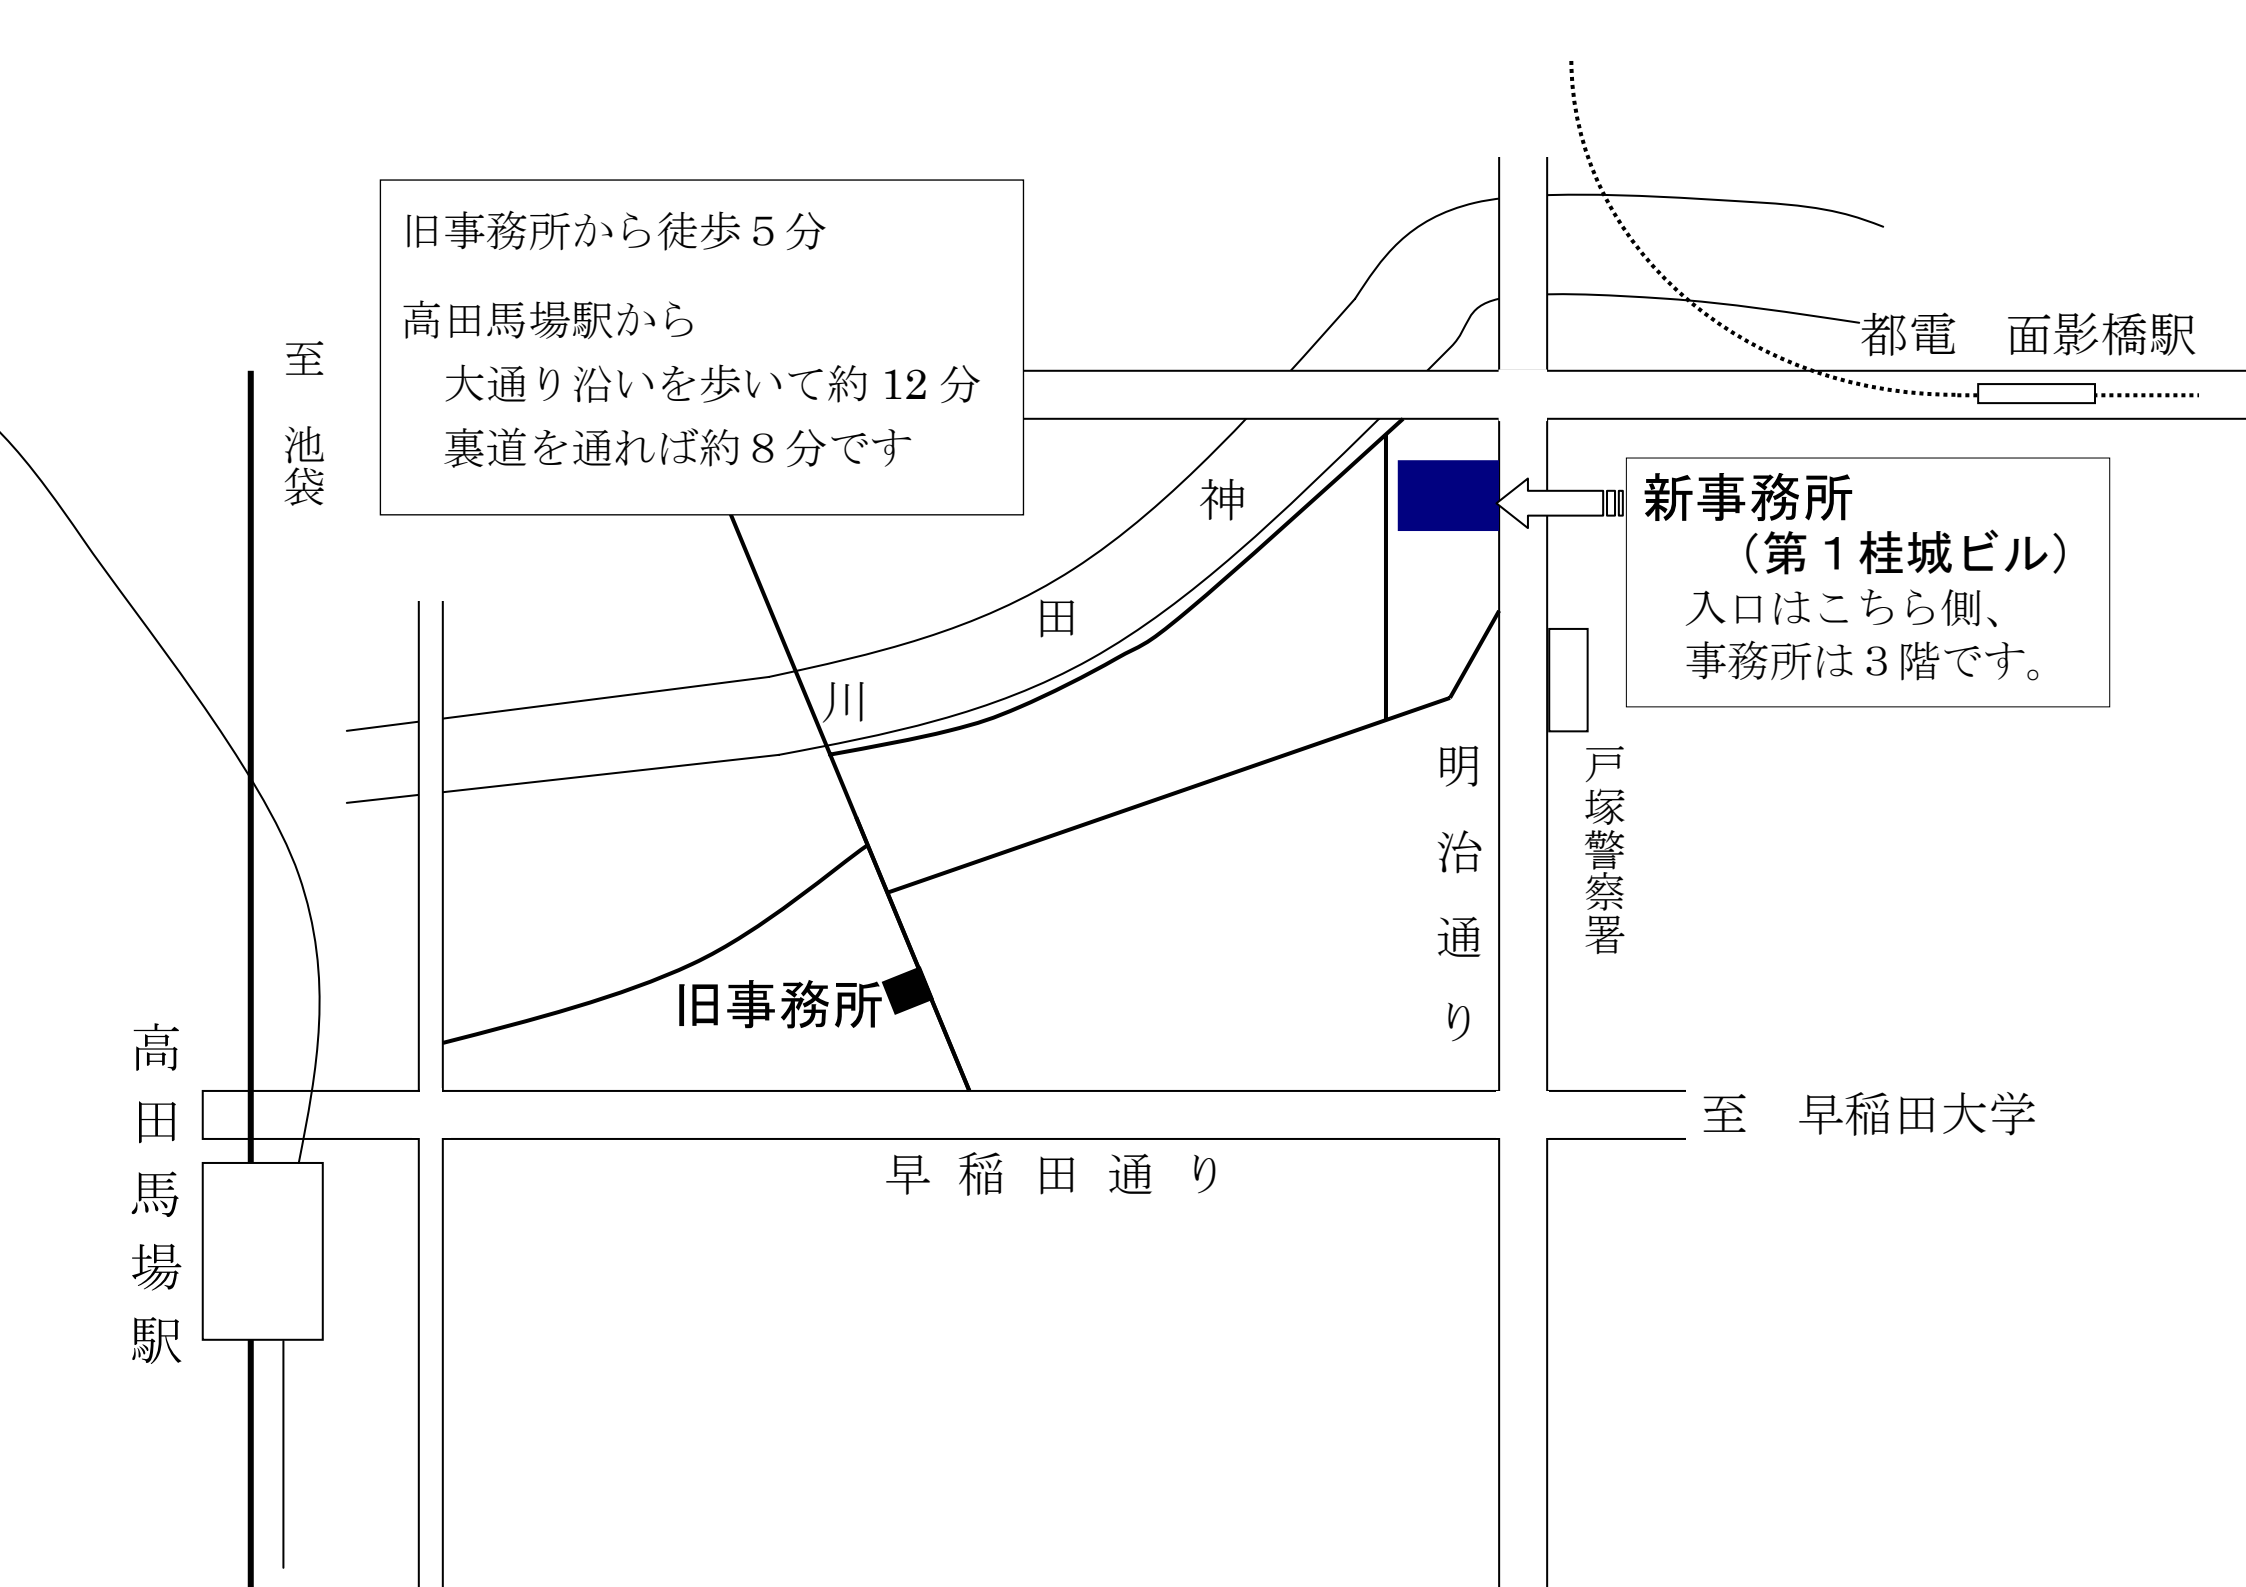 旧事務所から徒歩５分
高田馬場駅から
大通り沿いを歩いて約 12 分
裏道を通れば約８分です
至　池袋
都電　面影橋駅
神田川
新事務所
（第１桂城ビル）
入口はこちら側、
事務所は３階です。
明治通り
戸塚警察署
旧事務所
高田馬場駅
至　早稲田大学
早稲田通り